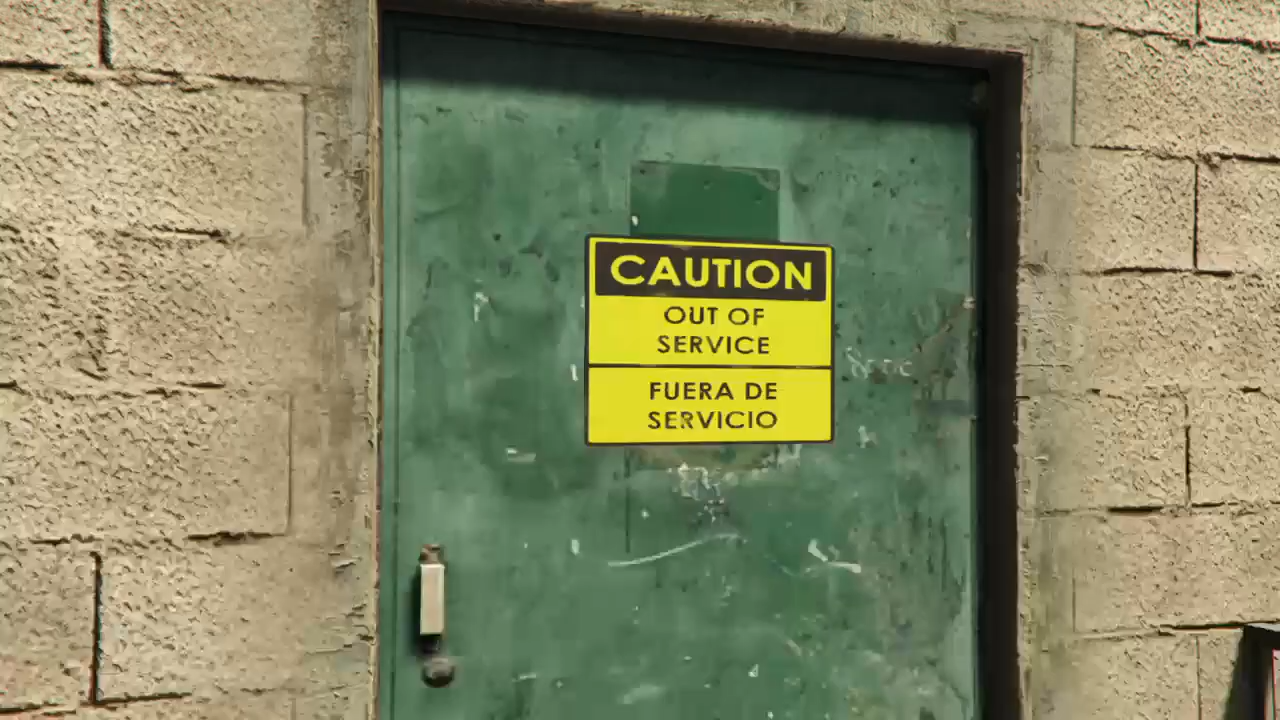 CAUTION
OUT OF
SERVICE
FUERA DE
SERVICIO